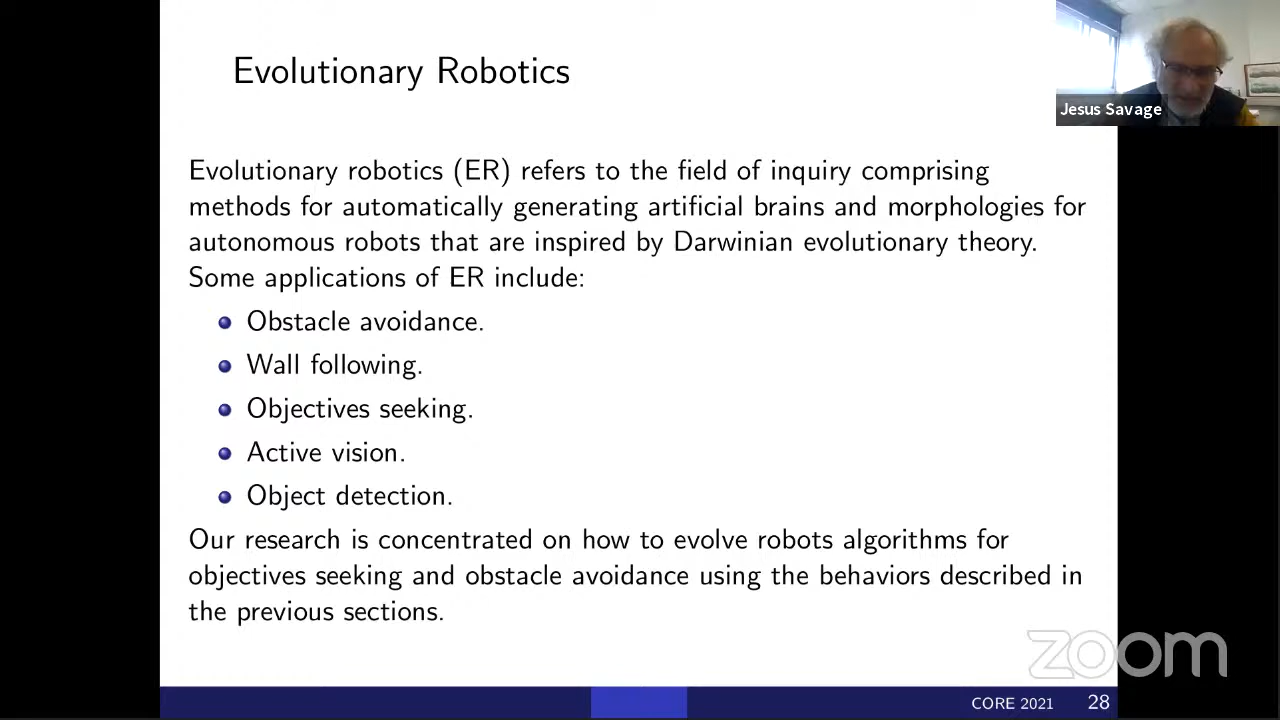 Evolutionary Robotics
Jesus Savage
Evolutionary robotics (ER) refers to the field of inquiry comprising
methods for automatically generating artificial brains and morphologies for
autonomous robots that are inspired by Darwinian evolutionary theory.
Some applications of ER include:
Obstacle avoidance.
Wall following.
Objectives seeking.
Active vision.
Object detection.
Our research is concentrated on how to evolve robots algorithms for
objectives seeking and obstacle avoidance using the behaviors described in
the previous sections.
zoom
CORE 2021 28